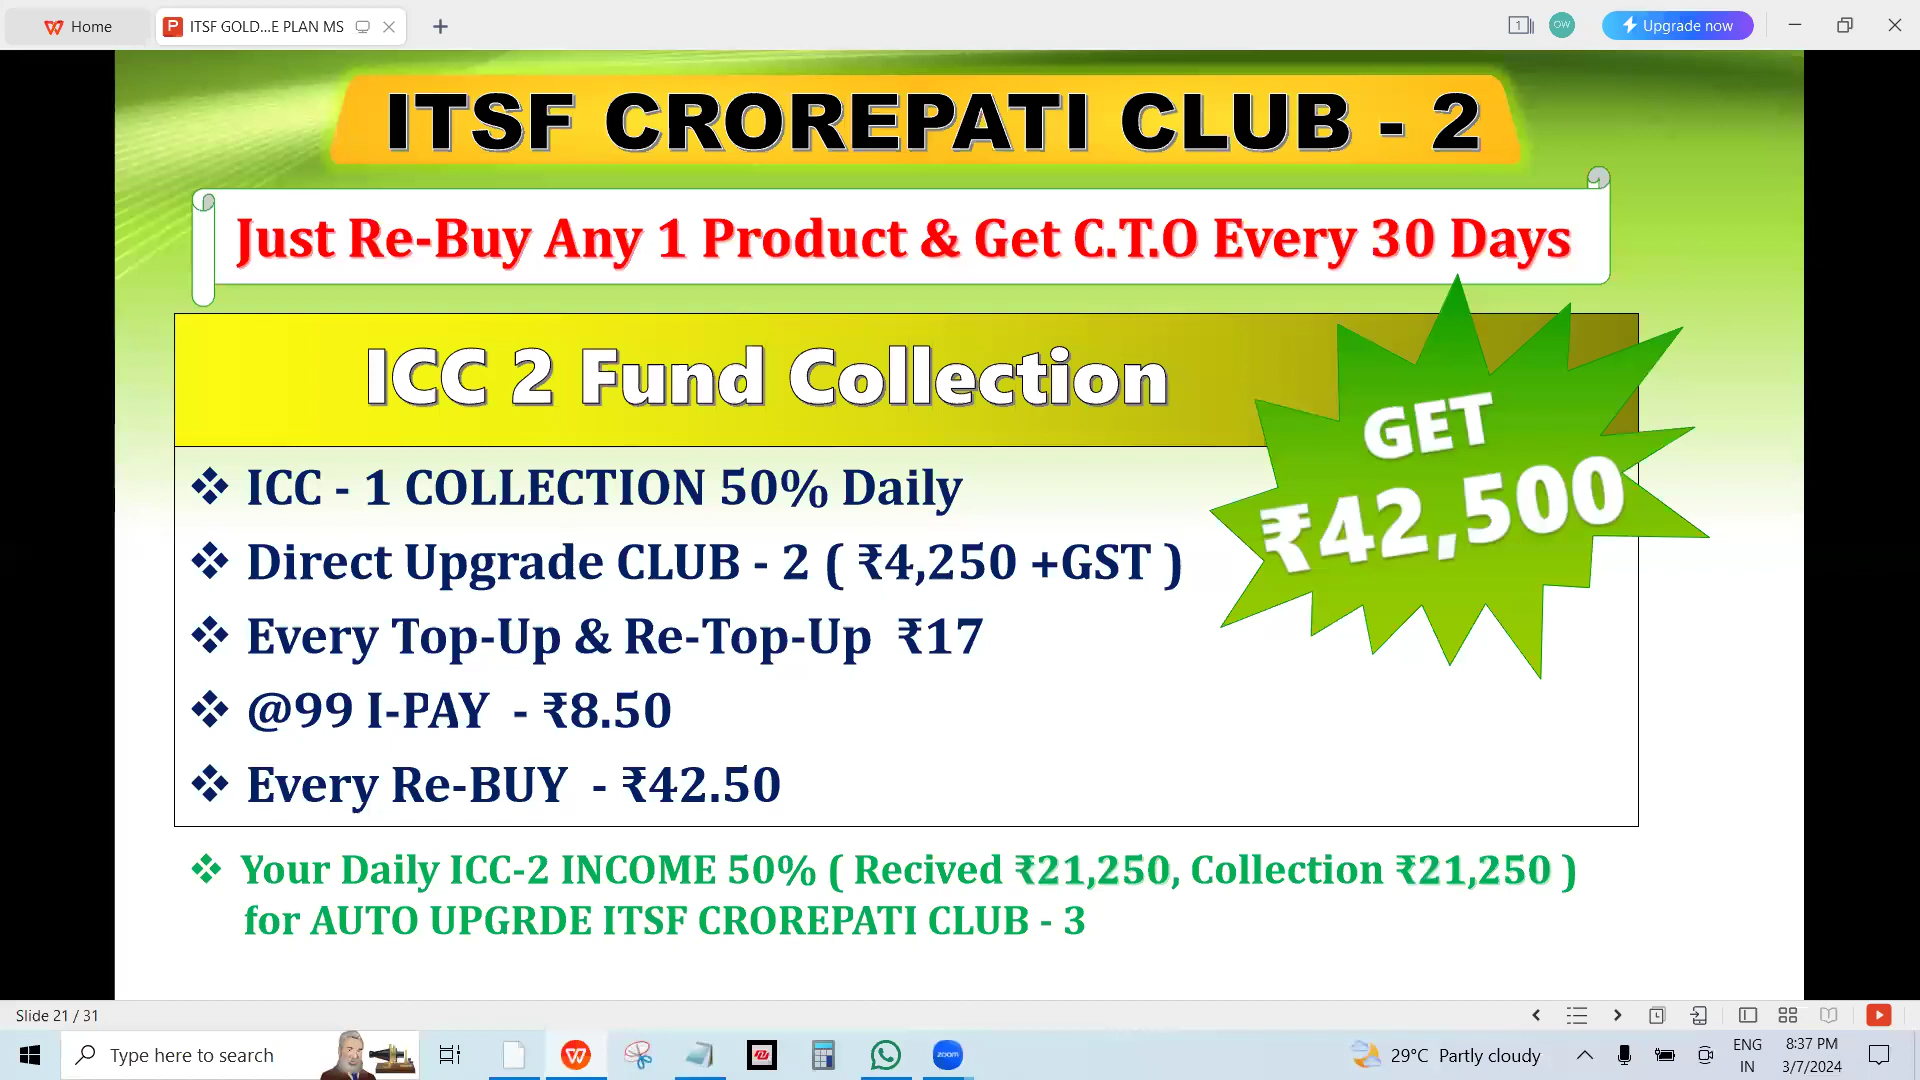 Home
ITSF GOLD...E PLAN MS
1
OW
Upgrade now
ITSF CROREPATI CLUB - 2
Just Re-Buy Any 1 Product & Get C.T.O Every 30 Days
ICC 2 Fund Collection
GET
₹42,500
ICC - 1 COLLECTION 50% Daily
Direct Upgrade CLUB - 2 ( ₹4,250 +GST )
Every Top-Up & Re-Top-Up ₹17
@99 I-PAY - ₹8.50
Every Re-BUY - ₹42.50
Your Daily ICC-2 INCOME 50% ( Recived ₹21,250, Collection ₹21,250 )
for AUTO UPGRDE ITSF CROREPATI CLUB - 3
Slide 21 / 31
Type here to search
zoom
29°C Partly cloudy
ENG
IN
8:37 PM
3/7/2024